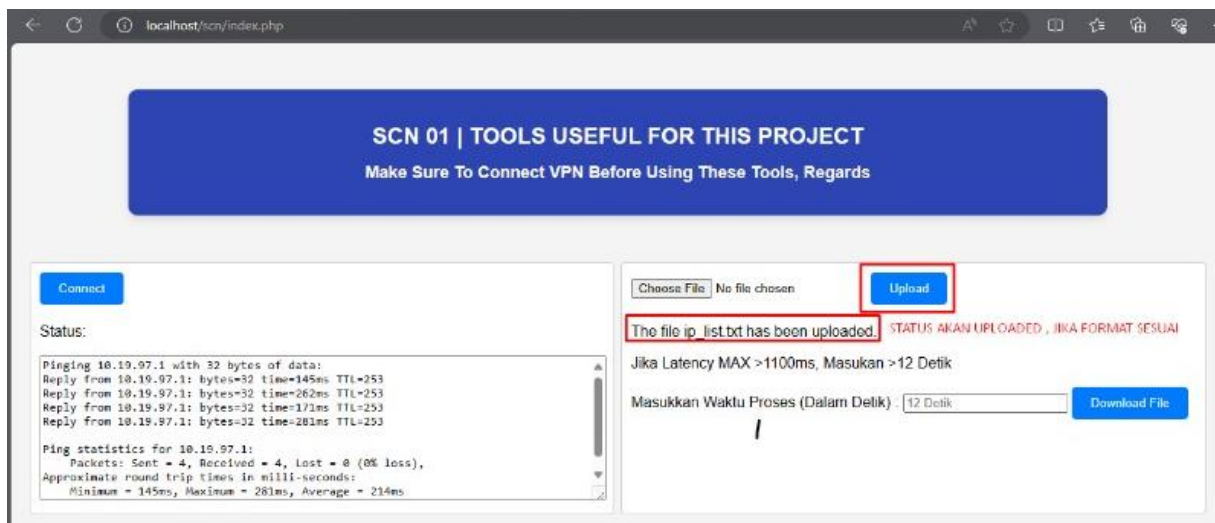 localhost/scn/index.php
SCN 01 | TOOLS USEFUL FOR THIS PROJECT
Make Sure To Connect VPN Before Using These Tools, Regards
Connect
Status:
Pinging 10.19.97.1 with 32 bytes of data:
Reply from 10.19.97.1: bytes=32 time=145ms TTL=253
Reply from 10.19.97.1: bytes=32 time=262ms TTL=253
Reply from 10.19.97.1: bytes=32 time=171ms TTL=253
Reply from 10.19.97.1: bytes=32 time=281ms TTL=253
Ping statistics for 10.19.97.1:
Packets: Sent = 4, Received = 4, Lost = 0 (0% loss),
Approximate round trip times in milli-seconds:
Minimum = 145ms, Maximum = 281ms, Average = 214ms
Choose File No file chosen Upload
The file ip_list.txt has been uploaded. STATUS AKAN UPLOADED , JIKA FORMAT SESUAI
Jika Latency MAX >1100ms, Masukan >12 Detik
Masukkan Waktu Proses (Dalam Detik) : 12 Detik Download File